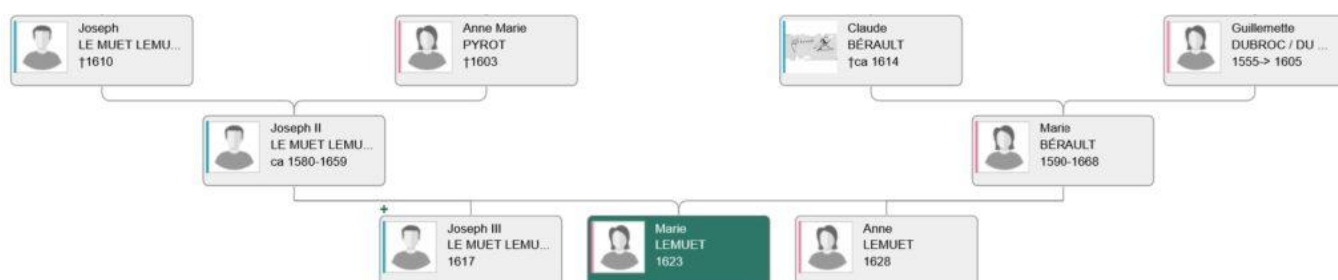 Joseph
LE MUET LEMU...
†1610
Anne Marie
PYROT
†1603
Claude
BÉRAULT
†ca 1614
Guillemette
DUBROC / DU ...
1555-> 1605
Joseph II
LE MUET LEMU...
ca 1580-1659
Marie
BÉRAULT
1590-1668
+
Joseph III
LE MUET LEMU...
1617
Marie
LEMUET
1623
Anne
LEMUET
1628